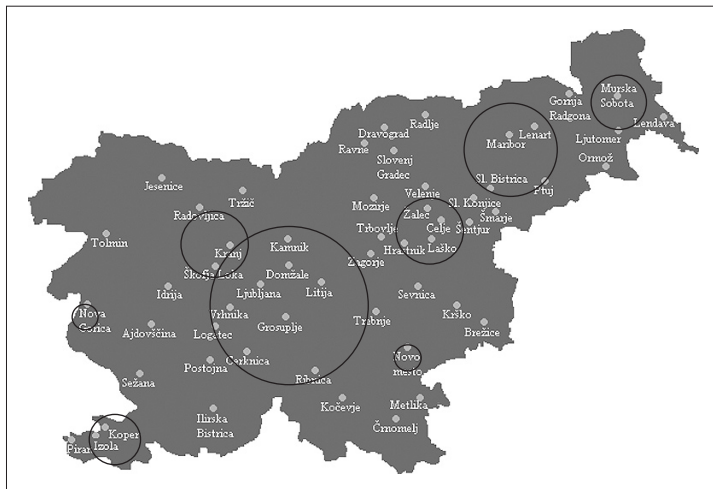 Murska
Sobota
Gornja
Radgona
Lendava
Radlje
Dravograd
Lenart
Ravne
Maribor
Ljutomer
Slovenj
Gradec
Ormož
Jesenice
Sl. Bistrica
Velenje
Ptuj
Tržič
Mozirje
Sl. Konjice
Radovljica
Žalec
Šmarje
Celje
Šentjur
Trbovlje
Tolmin
Kamnik
Kranj
Hrastnik
Laško
Zagorje
Škofja Loka
Domžale
Idrija
Ljubljana
Litija
Sevnica
Nova
Gorica
Vrhnika
Grosuplje
Trebnje
Krško
Ajdovščina
Logatec
Brežice
Cerknica
Novo
mesto
Postojna
Sežana
Ribnica
Kočevje
Metlika
Ilirska
Bistrica
Črnomelj
Koper
Izola
Piran